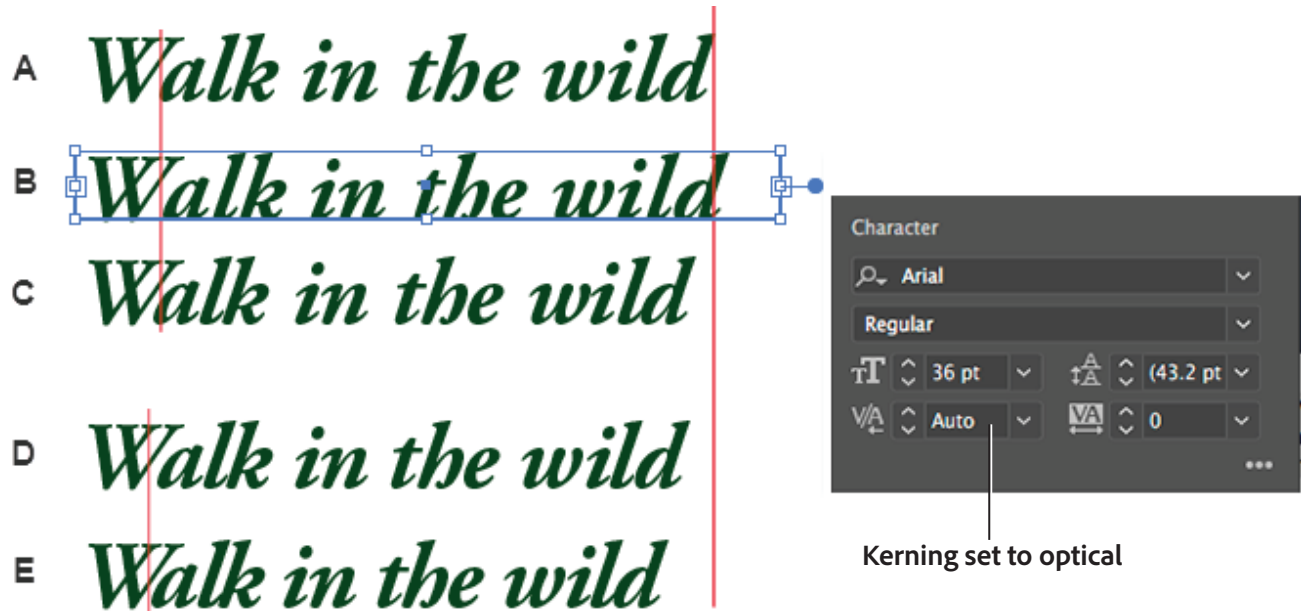 A Walk in the wild
B Walk in the wild
C Walk in the wild
D Walk in the wild
E Walk in the wild
Character
Arial
Regular
36 pt (43.2 pt
Auto 0
Kerning set to optical